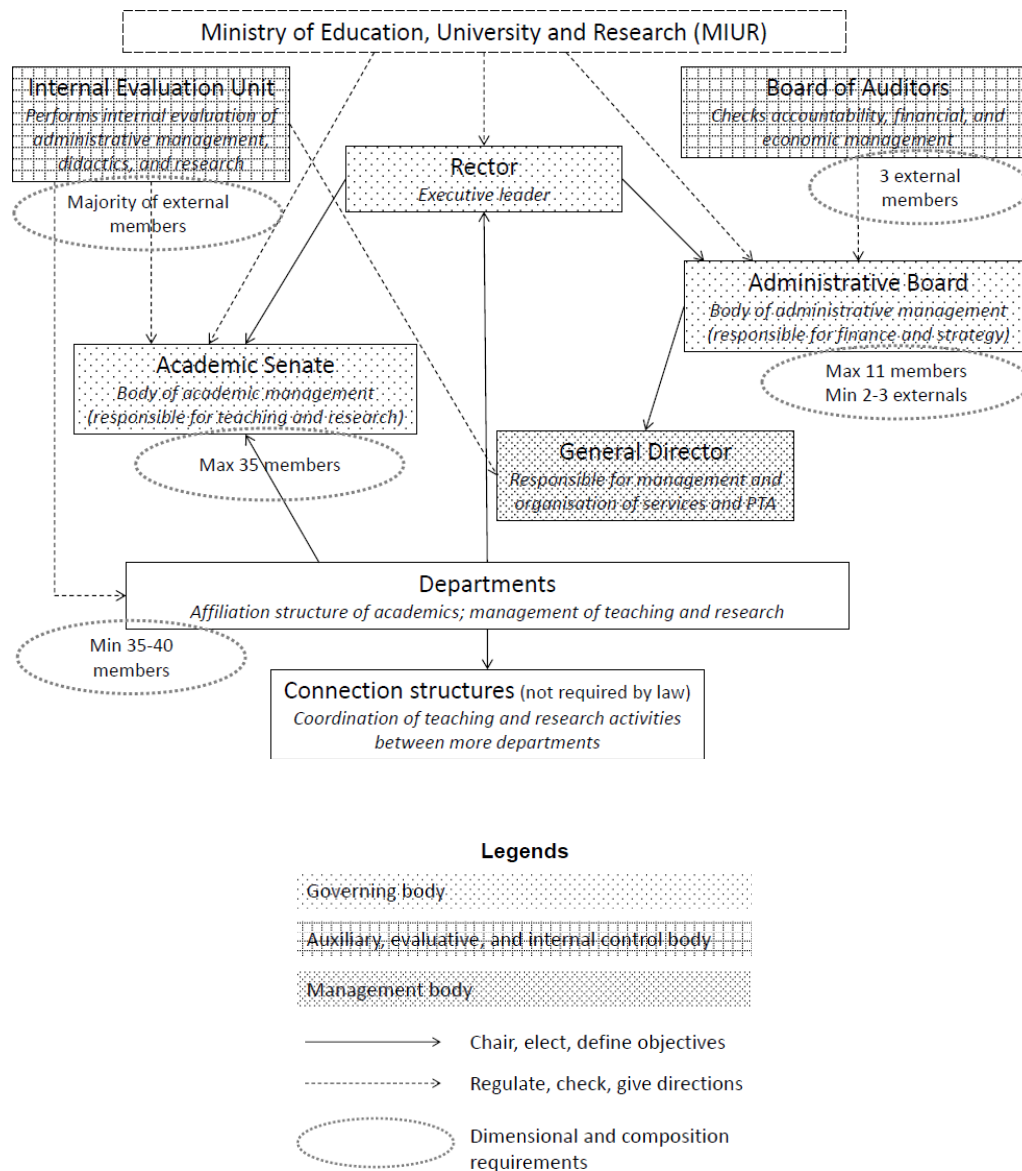 Ministry of Education, University and Research (MIUR)
Internal Evaluation Unit
Performs internal evaluation of
administrative management,
didactics, and research
Majority of external
members
Board of Auditors
Checks accountability, financial, and
economic management
3 external
members
Rector
Executive leader
Administrative Board
Body of administrative management
(responsible for finance and strategy)
Max 11 members
Min 2-3 externals
Academic Senate
Body of academic management
(responsible for teaching and research)
Max 35 members
General Director
Responsible for management and
organisation of services and PTA
Departments
Affiliation structure of academics; management of teaching and research
Min 35-40
members
Connection structures (not required by law)
Coordination of teaching and research activities
between more departments
Legends
Governing body
Auxiliary, evaluative, and internal control body
Management body
Chair, elect, define objectives
Regulate, check, give directions
Dimensional and composition
requirements